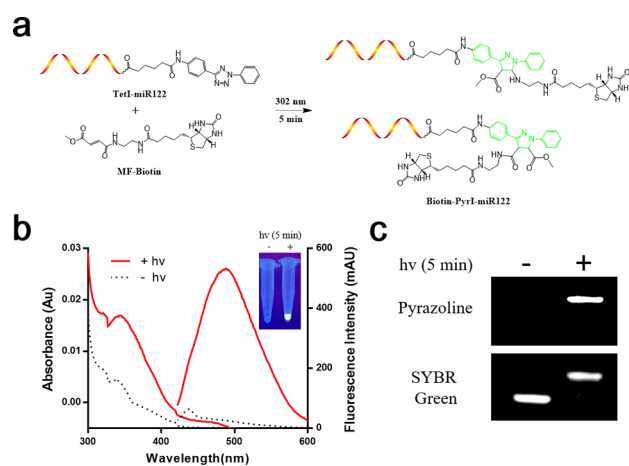 a
TetI-miR122
+
MF-Biotin
302 nm
5 min
Biotin-PyrI-miR122
b
hv (5 min)
- +
+ hv
- hv
Absorbance (Au)
0.03
0.02
0.01
0.00
Fluorescence Intensity (mAU)
600
400
200
0
300 400 500 600
Wavelength(nm)
c
hv (5 min) - +
Pyrazoline
SYBR
Green